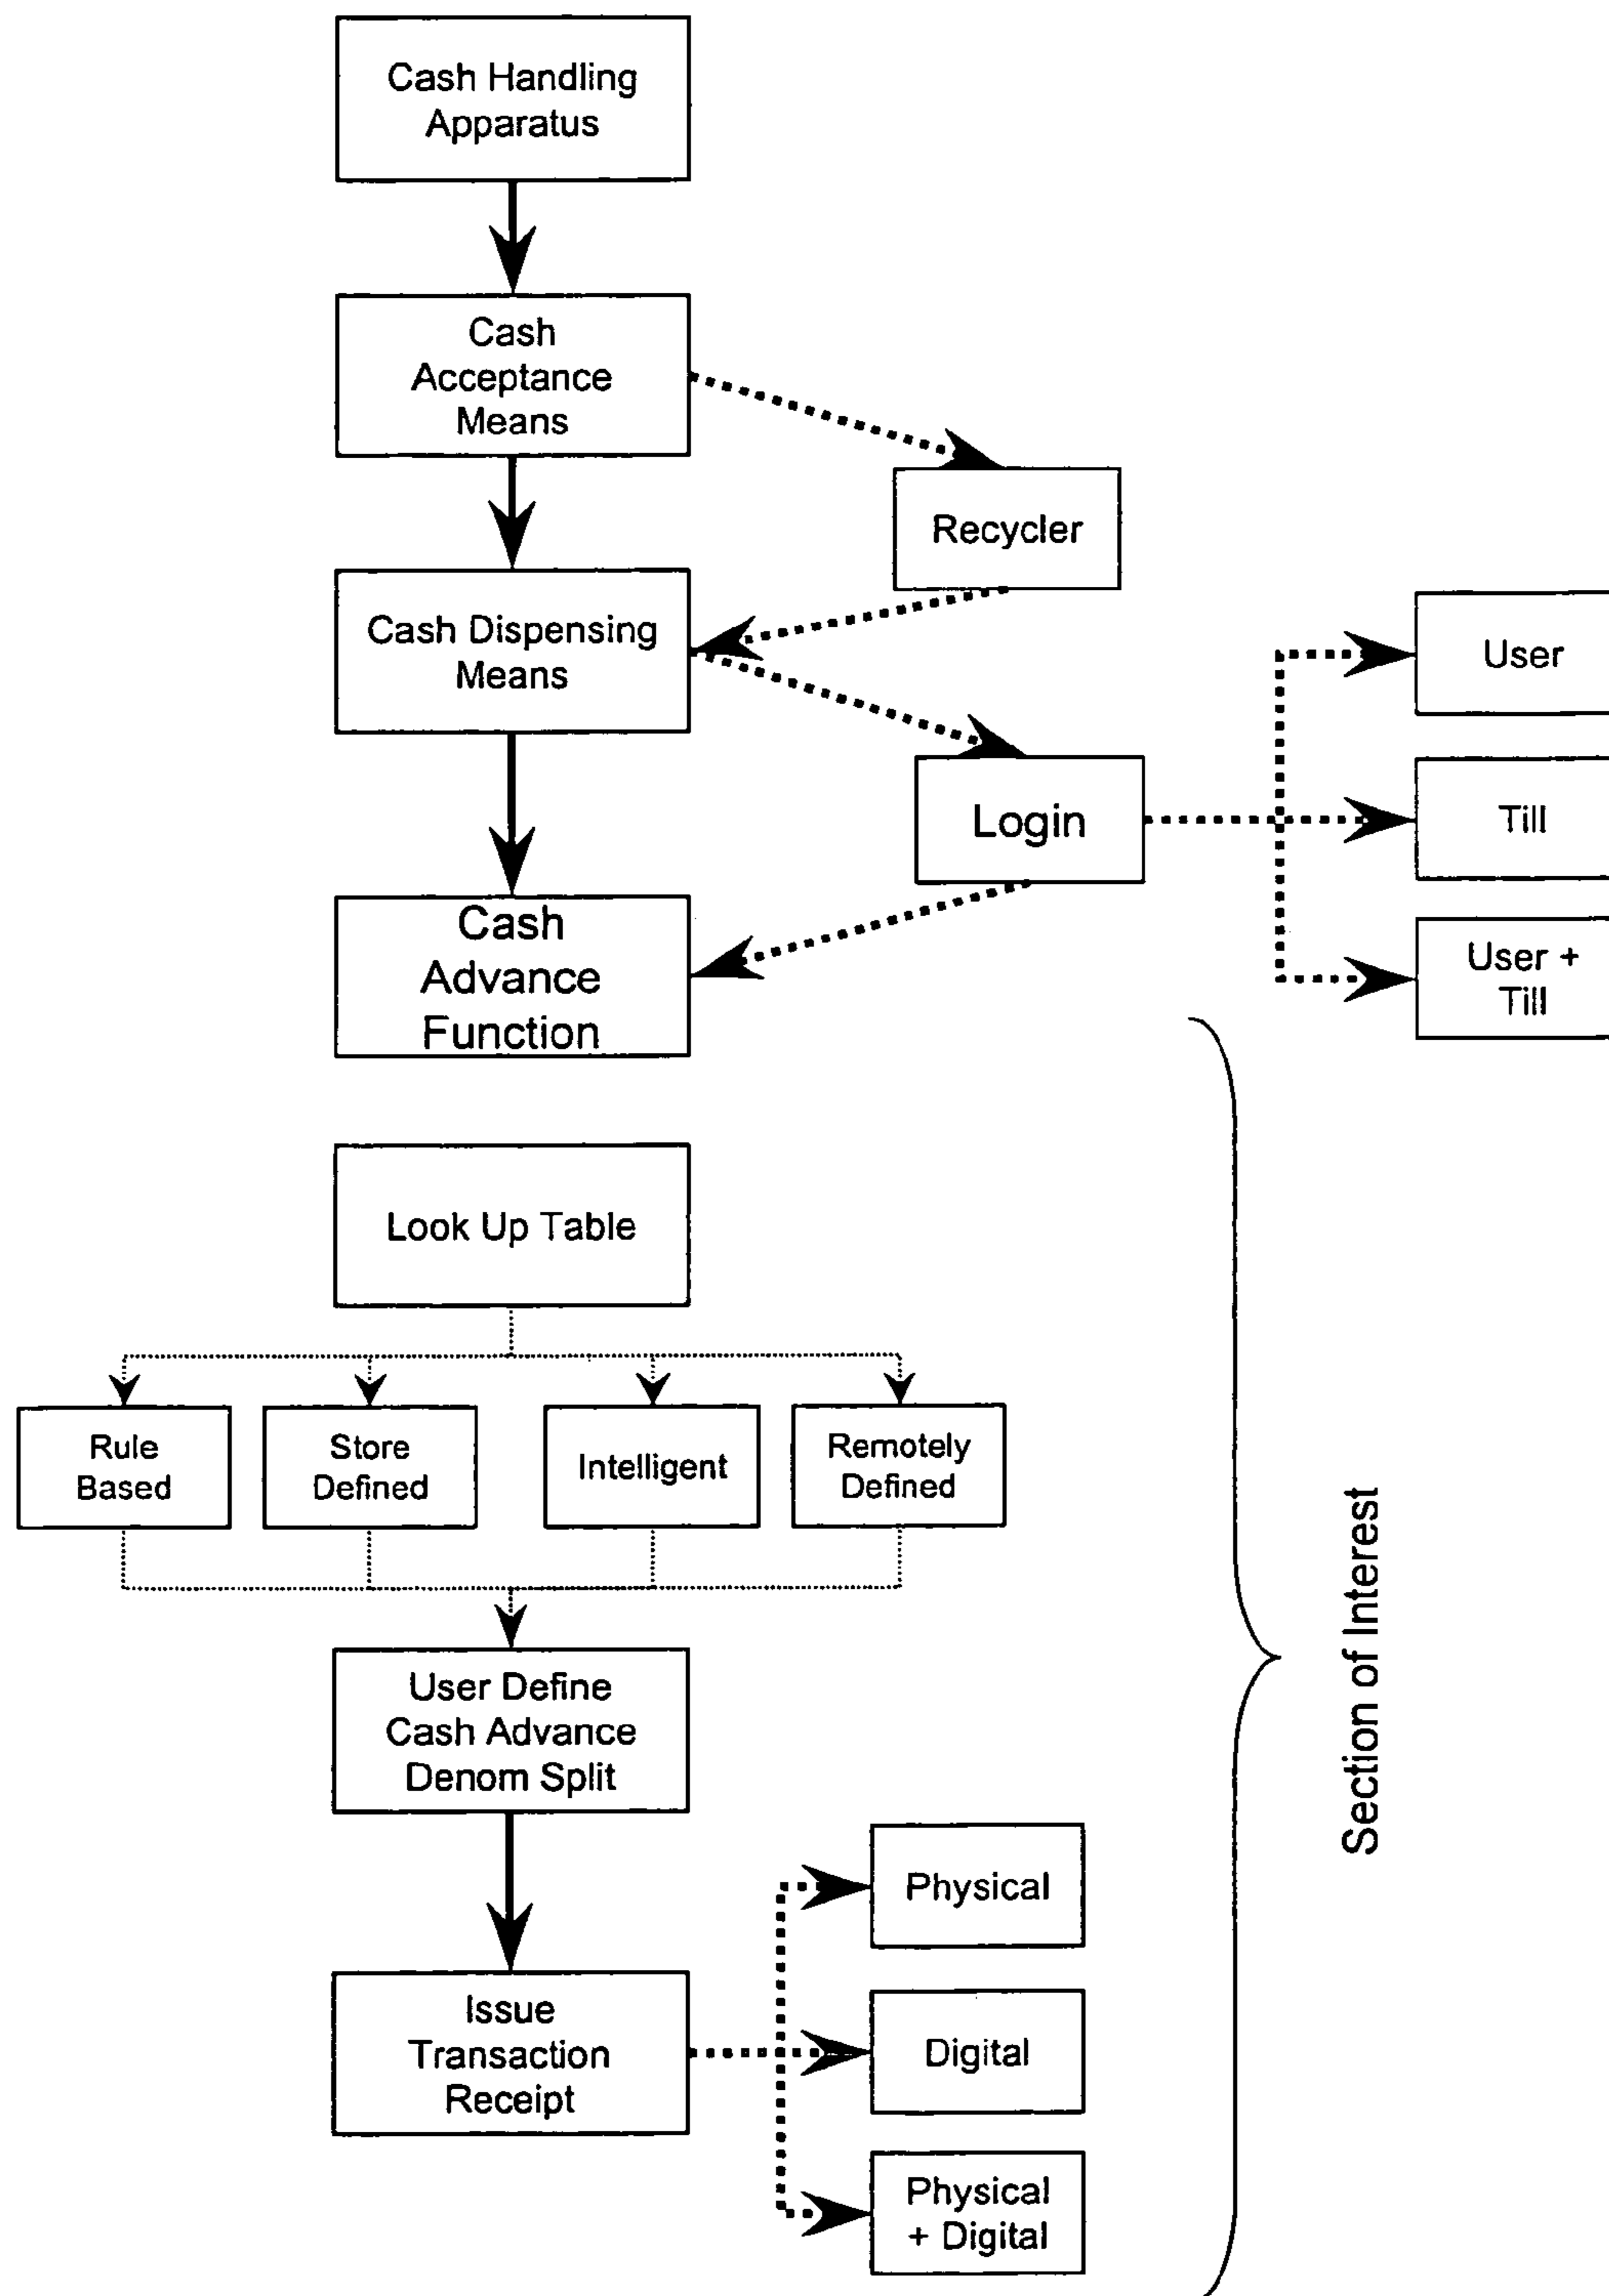 Cash Handling
Apparatus
Cash
Acceptance
Means
Recycler
Cash Dispensing
Means
User
Login
Till
User +
Till
Cash
Advance
Function
Look Up Table
Rule
Based
Store
Defined
Intelligent
Remotely
Defined
Section of Interest
User Define
Cash Advance
Denom Split
Physical
Issue
Transaction
Receipt
Digital
Physical
+ Digital